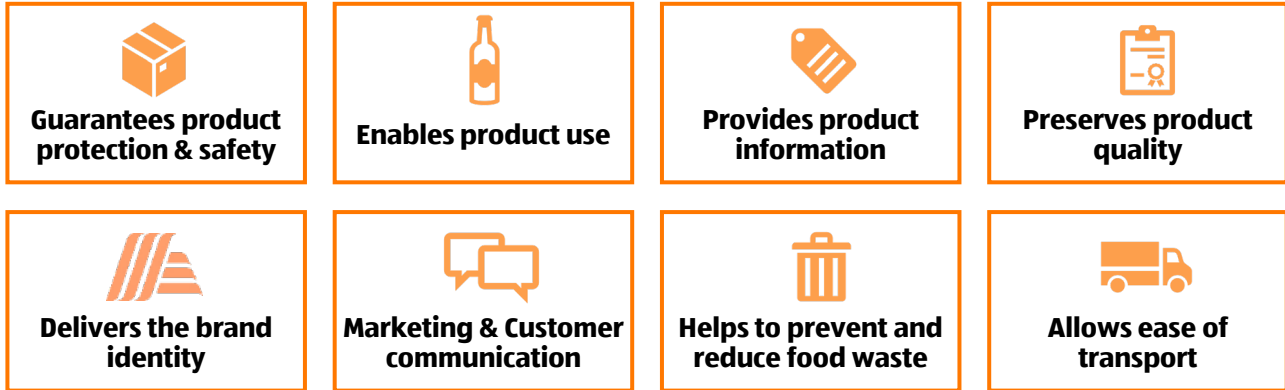 Guarantees product
protection & safety
Enables product use
Provides product
information
Preserves product
quality
Delivers the brand
identity
Marketing & Customer
communication
Helps to prevent and
reduce food waste
Allows ease of
transport